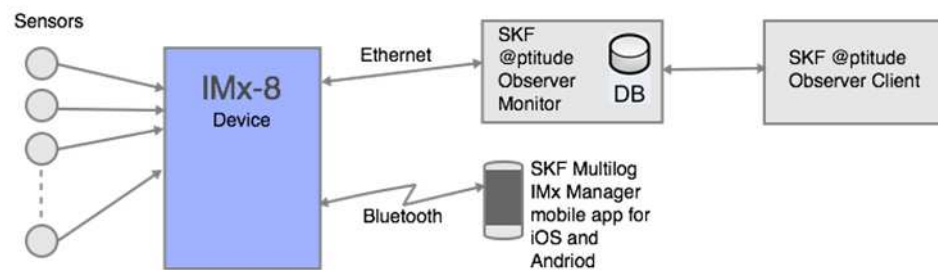 Sensors
IMx-8
Device
Ethernet
SKF
@ptitude
Observer
Monitor
DB
SKF @ptitude
Observer Client
Bluetooth
SKF Multilog
IMx Manager
mobile app for
iOS and
Andriod